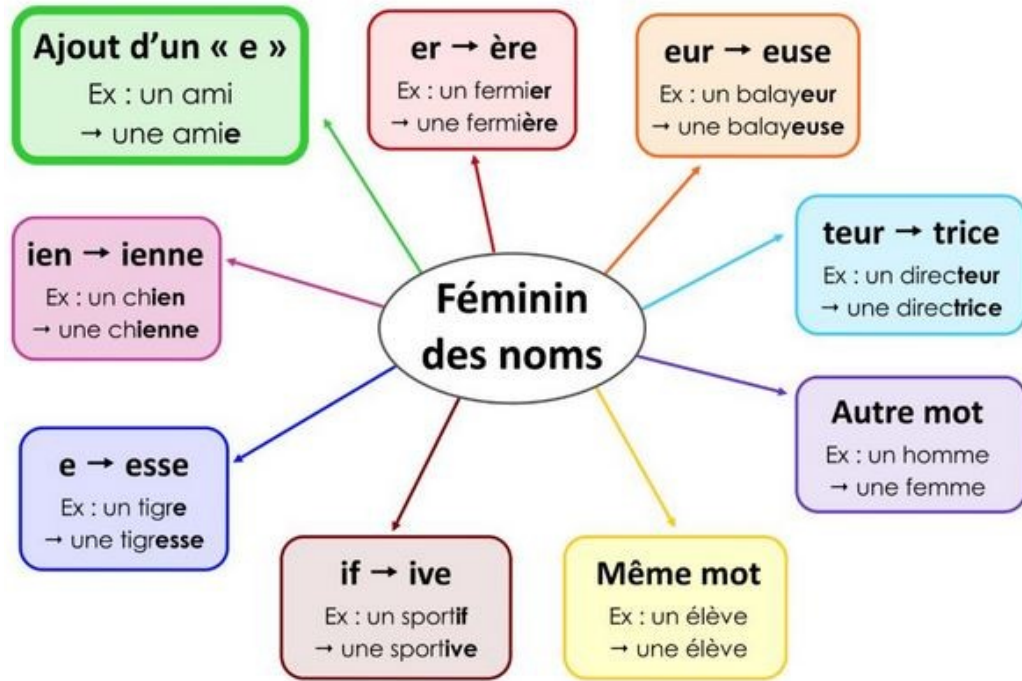 Ajout d'un « e »
Ex : un ami
→ une amie
er → ère
Ex : un fermier
→ une fermière
eur → euse
Ex : un balayeur
→ une balayeuse
ien → ienne
Ex : un chien
→ une chienne
Féminin
des noms
teur → trice
Ex : un directeur
→ une directrice
e → esse
Ex : un tigre
→ une tigresse
Autre mot
Ex : un homme
→ une femme
if → ive
Ex : un sportif
→ une sportive
Même mot
Ex : un élève
→ une élève